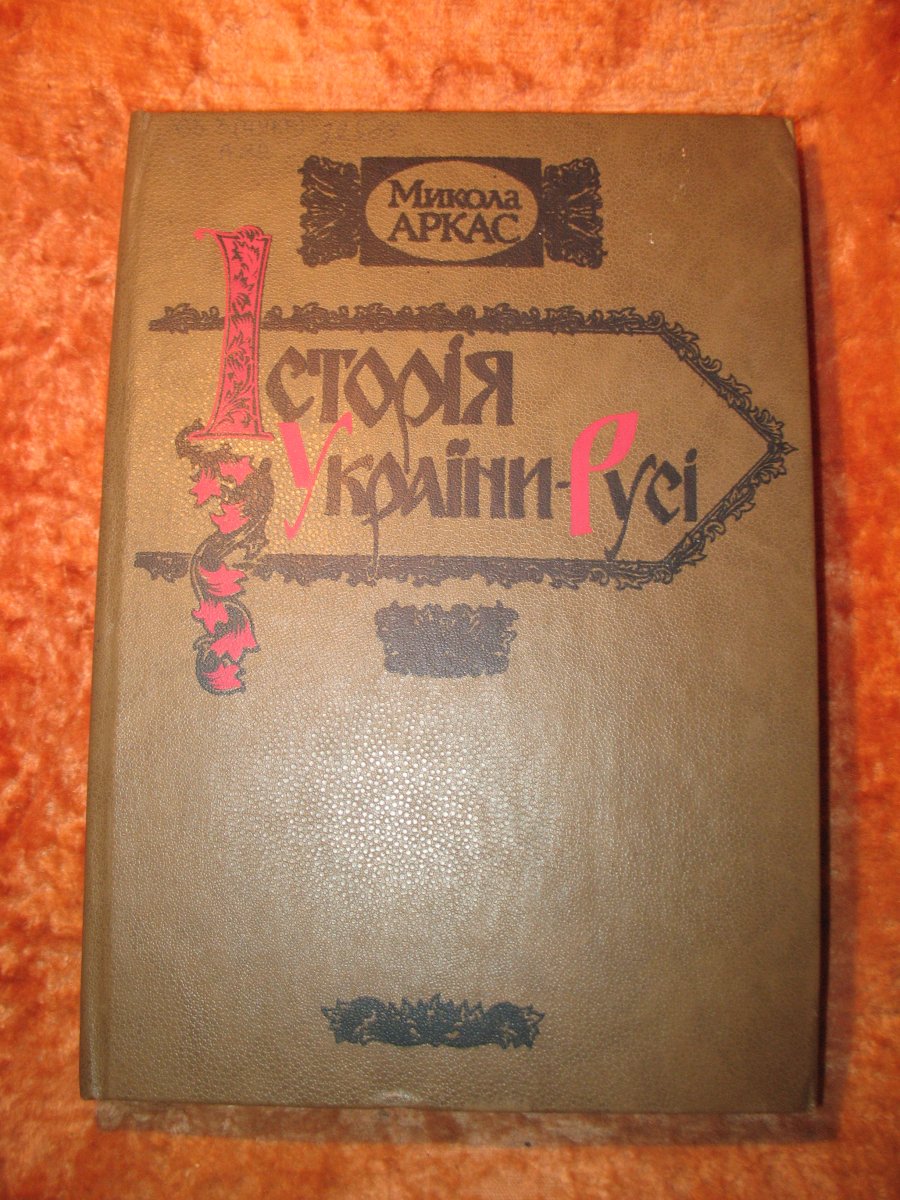 Микола
АРКАС
Історія
України-Русі